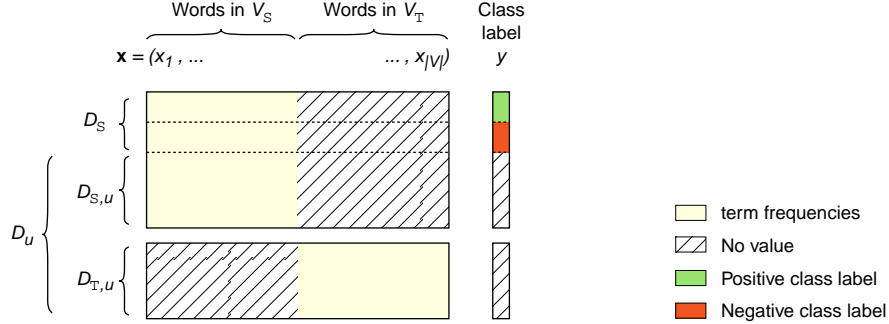 Words in V_S Words in V_T Class
label
x = (x_1 , ... ... , x_|V|) y
D_S
D_S,u
D_u
D_T,u
term frequencies
No value
Positive class label
Negative class label